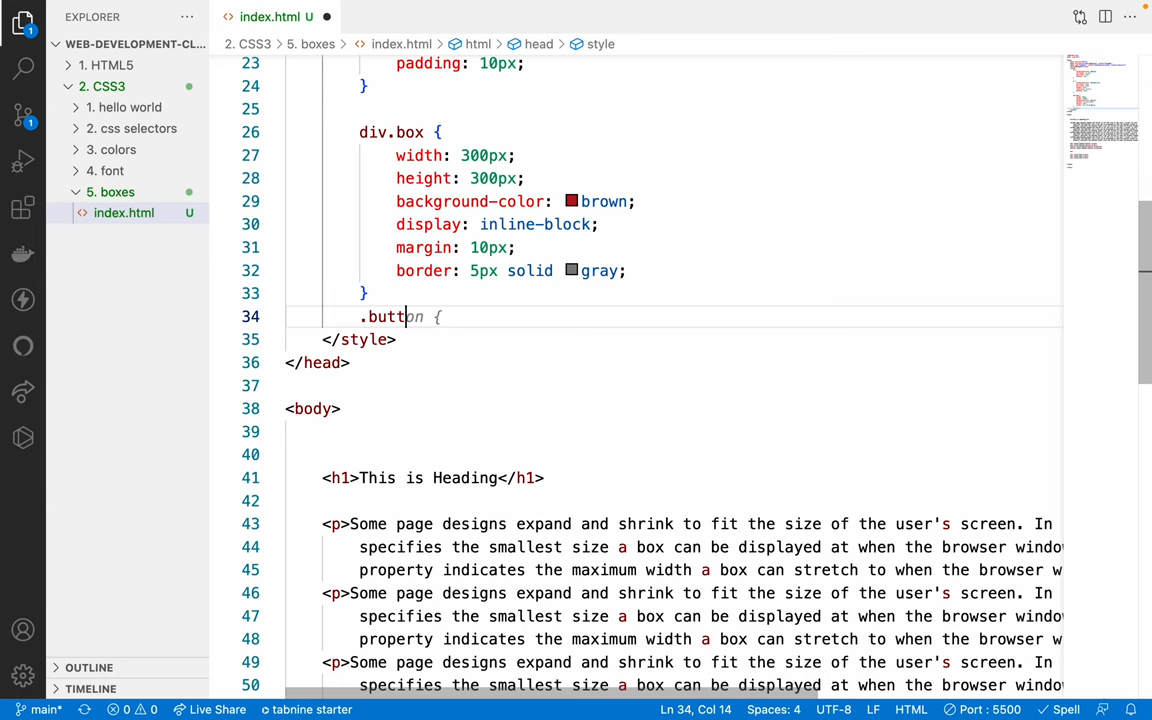 EXPLORER
index.html U
WEB-DEVELOPMENT-CL...
1. HTML5
2. CSS3
1. hello world
2. css selectors
3. colors
4. font
5. boxes
index.html U
OUTLINE
TIMELINE
2. CSS3 > 5. boxes > index.html > html > head > style
23 padding: 10px;
24 }
25
26 div.box {
27 width: 300px;
28 height: 300px;
29 background-color: brown;
30 display: inline-block;
31 margin: 10px;
32 border: 5px solid gray;
33 }
34 .button {
35 </style>
36 </head>
37
38 <body>
39
40
41 <h1>This is Heading</h1>
42
43 <p>Some page designs expand and shrink to fit the size of the user's screen. In
44 specifies the smallest size a box can be displayed at when the browser windo
45 property indicates the maximum width a box can stretch to when the browser w
46 <p>Some page designs expand and shrink to fit the size of the user's screen. In
47 specifies the smallest size a box can be displayed at when the browser windo
48 property indicates the maximum width a box can stretch to when the browser w
49 <p>Some page designs expand and shrink to fit the size of the user's screen. In
50 specifies the smallest size a box can be displayed at when the browser windo
main* 0 0 Live Share tabnine starter Ln 34, Col 14 Spaces: 4 UTF-8 LF HTML Port : 5500 Spell